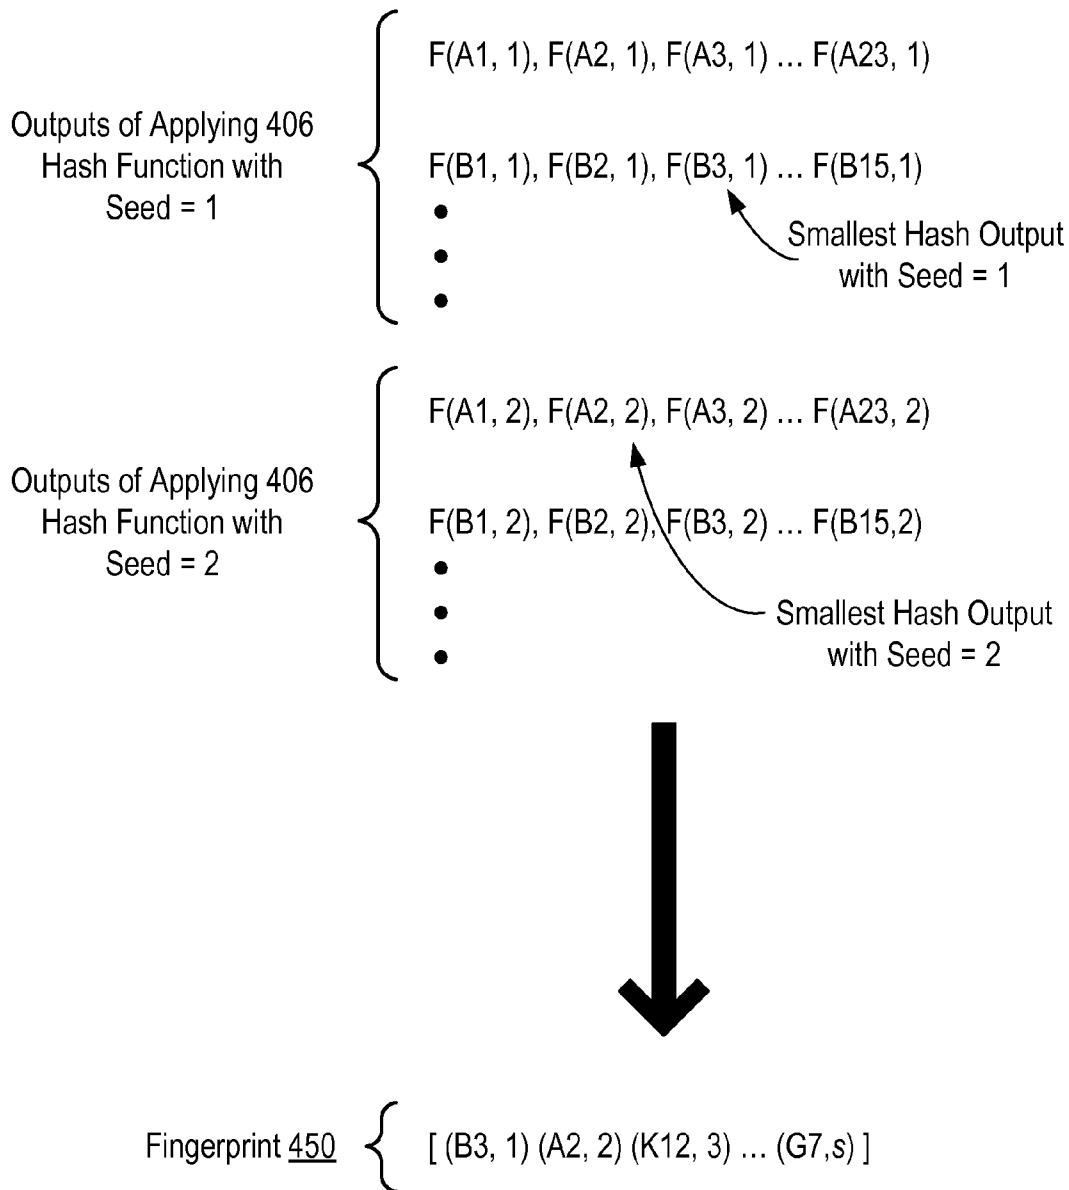 F(A1, 1), F(A2, 1), F(A3, 1) ... F(A23, 1)
Outputs of Applying 406
Hash Function with
Seed = 1
F(B1, 1), F(B2, 1), F(B3, 1) ... F(B15,1)
Smallest Hash Output
with Seed = 1
F(A1, 2), F(A2, 2), F(A3, 2) ... F(A23, 2)
Outputs of Applying 406
Hash Function with
Seed = 2
F(B1, 2), F(B2, 2), F(B3, 2) ... F(B15,2)
Smallest Hash Output
with Seed = 2
Fingerprint 450
[ (B3, 1) (A2, 2) (K12, 3) ... (G7,s) ]